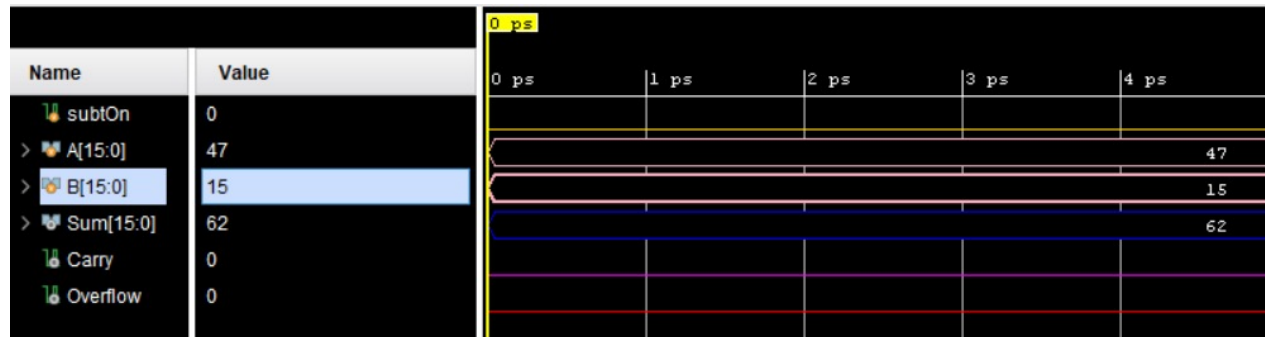 0 ps
Name Value 0 ps 1 ps 2 ps 3 ps 4 ps
subtOn 0
A[15:0] 47 47
B[15:0] 15 15
Sum[15:0] 62 62
Carry 0
Overflow 0